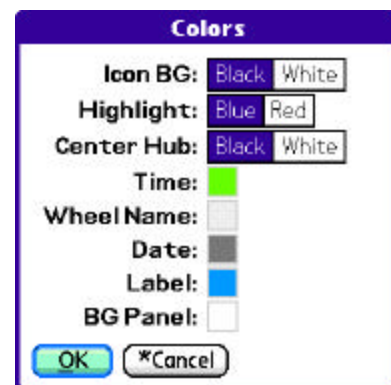 Colors
Icon BG: Black White
Highlight: Blue Red
Center Hub: Black White
Time:
Wheel Name:
Date:
Label:
BG Panel:
OK *Cancel